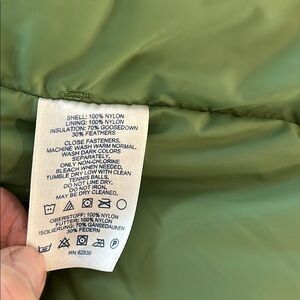 SHELL: 100% NYLON
LINING: 100% NYLON
INSULATION: 70% GOOSEDOWN
30% FEATHERS
CLOSE FASTENERS.
MACHINE WASH WARM NORMAL.
WASH DARK COLORS
SEPARATELY.
ONLY NON-CHLORINE
BLEACH WHEN NEEDED.
TUMBLE DRY LOW WITH CLEAN
TENNIS BALLS.
DO NOT LINE DRY.
DO NOT IRON.
MAY BE DRY CLEANED.
OBERSTOFF: 100% NYLON
FUTTER: 100% NYLON
ISOLIERUNG: 70% GÄNSEDAUNEN
30% FEDERN
RN 62830